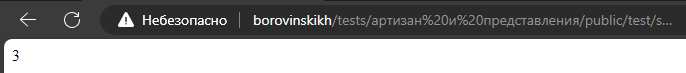 Небезопасно borovinskikh/tests/артизан%20и%20представления/public/test/s...
3